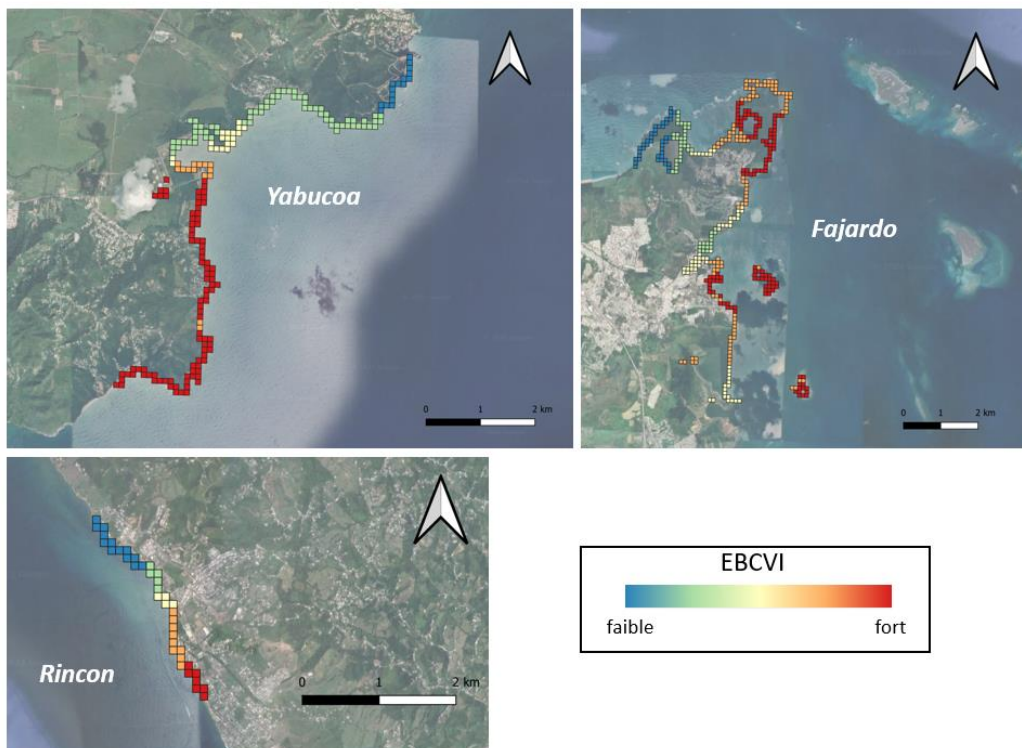 Yabucoa
0 1 2 km
Fajardo
0 1 2 km
Rincon
0 1 2 km
EBCVI
faible fort